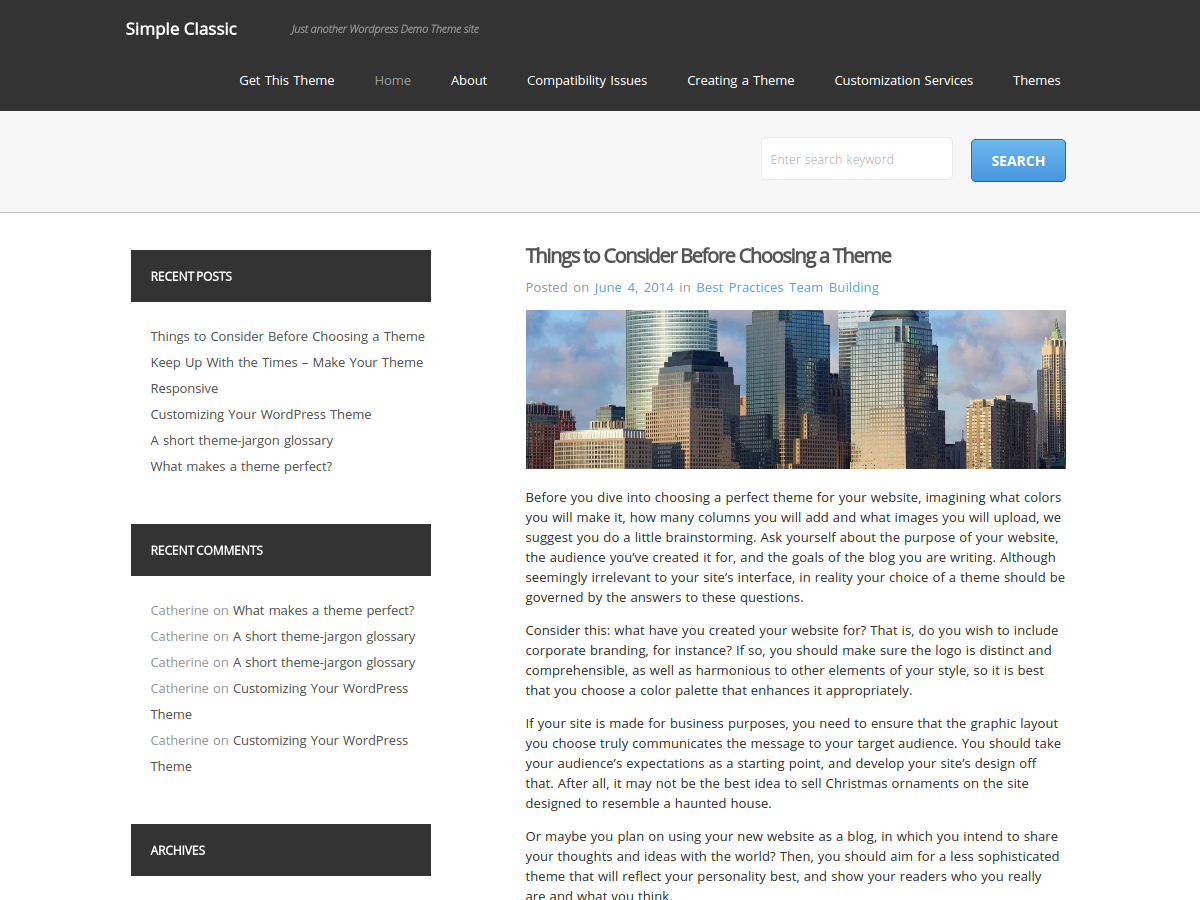 Simple Classic
Just another Wordpress Demo Theme site
Get This Theme
Home
About
Compatibility Issues
Creating a Theme
Customization Services
Themes
Enter search keyword
SEARCH
RECENT POSTS
Things to Consider Before Choosing a Theme
Keep Up With the Times – Make Your Theme
Responsive
Customizing Your WordPress Theme
A short theme-jargon glossary
What makes a theme perfect?
RECENT COMMENTS
Catherine on What makes a theme perfect?
Catherine on A short theme-jargon glossary
Catherine on A short theme-jargon glossary
Catherine on Customizing Your WordPress
Theme
Catherine on Customizing Your WordPress
Theme
ARCHIVES
Things to Consider Before Choosing a Theme
Posted on June 4, 2014 in Best Practices Team Building
Before you dive into choosing a perfect theme for your website, imagining what colors
you will make it, how many columns you will add and what images you will upload, we
suggest you do a little brainstorming. Ask yourself about the purpose of your website,
the audience you’ve created it for, and the goals of the blog you are writing. Although
seemingly irrelevant to your site’s interface, in reality your choice of a theme should be
governed by the answers to these questions.
Consider this: what have you created your website for? That is, do you wish to include
corporate branding, for instance? If so, you should make sure the logo is distinct and
comprehensible, as well as harmonious to other elements of your style, so it is best
that you choose a color palette that enhances it appropriately.
If your site is made for business purposes, you need to ensure that the graphic layout
you choose truly communicates the message to your target audience. You should take
your audience’s expectations as a starting point, and develop your site’s design off
that. After all, it may not be the best idea to sell Christmas ornaments on the site
designed to resemble a haunted house.
Or maybe you plan on using your new website as a blog, in which you intend to share
your thoughts and ideas with the world? Then, you should aim for a less sophisticated
theme that will reflect your personality best, and show your readers who you really
are and what you think.